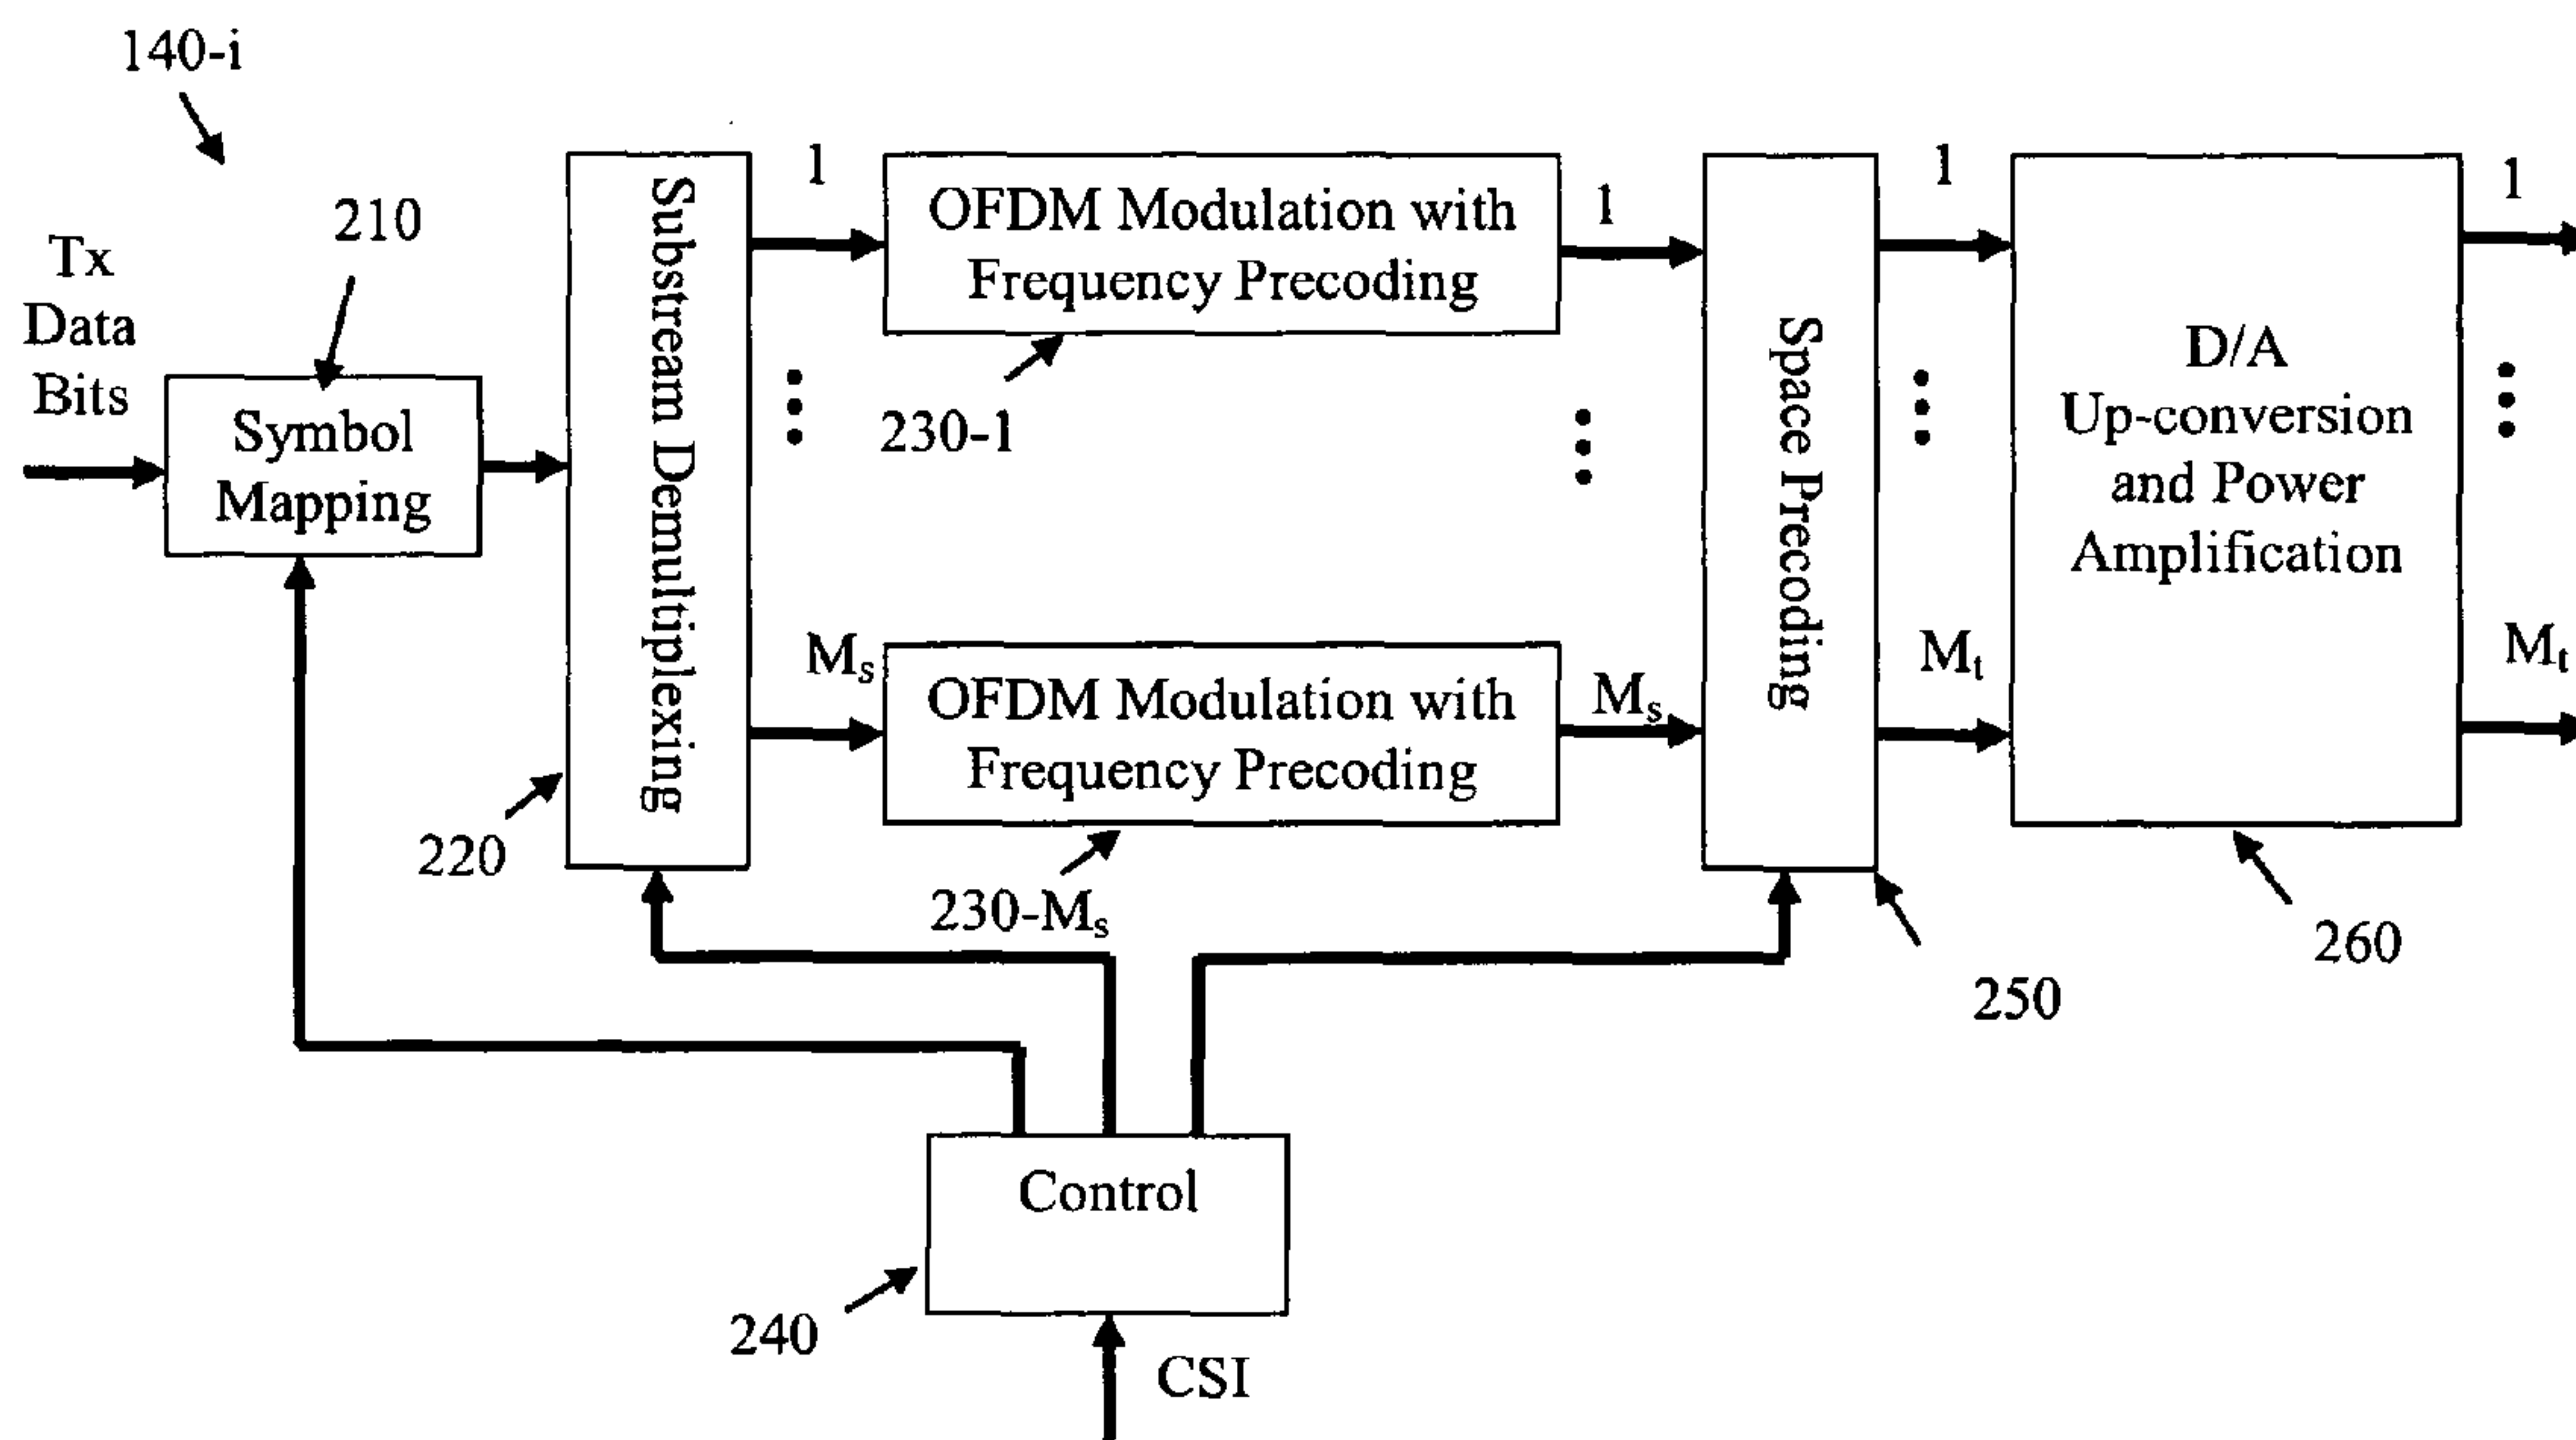 140-i
210
Tx
Data
Bits
Symbol
Mapping
Substream Demultiplexing
220
1
OFDM Modulation with
Frequency Precoding
1
230-1
Ms
OFDM Modulation with
Frequency Precoding
Ms
230-Ms
Space Precoding
250
1
Mt
D/A
Up-conversion
and Power
Amplification
260
1
Mt
Control
240
CSI